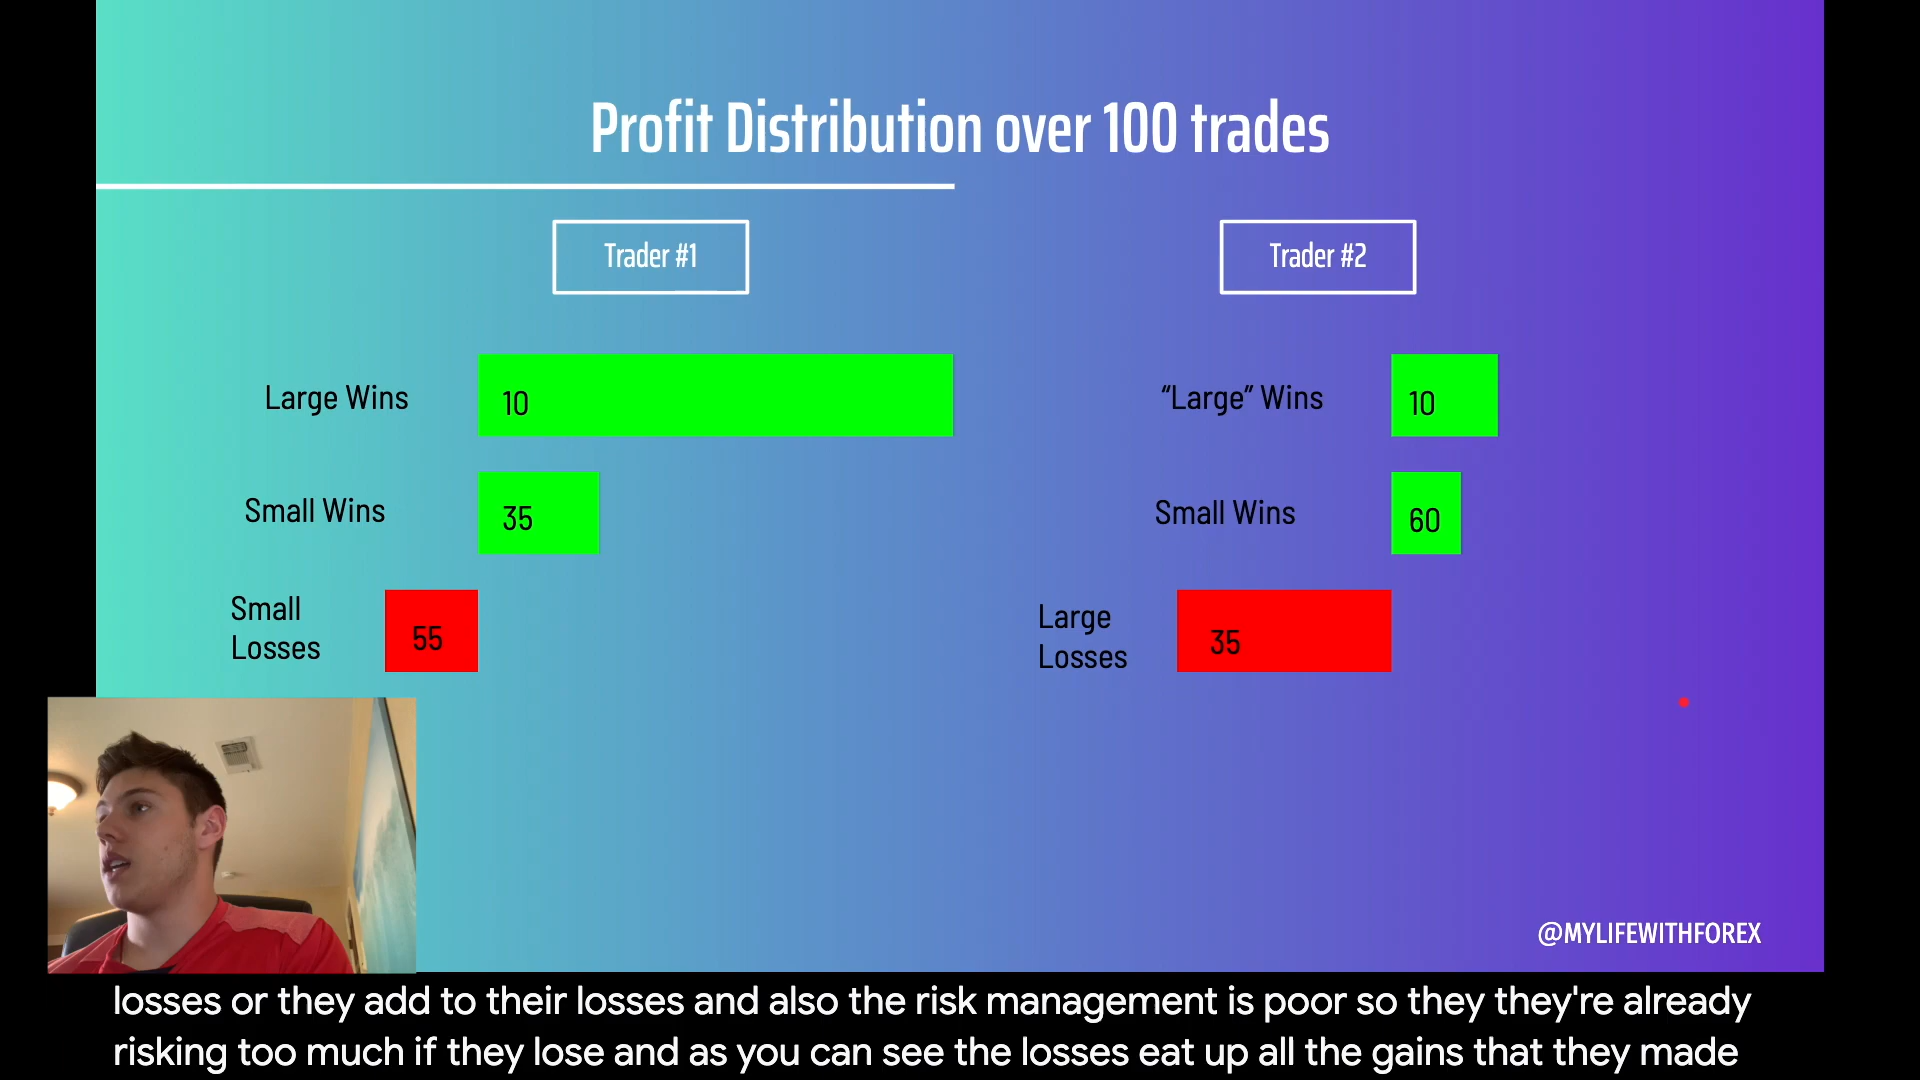 Profit Distribution over 100 trades
Trader #1
Trader #2
Large Wins
10
"Large" Wins
10
Small Wins
35
Small Wins
60
Small
Losses
55
Large
Losses
35
@MYLIFEWITHFOREX
losses or they add to their losses and also the risk management is poor so they they're already
risking too much if they lose and as you can see the losses eat up all the gains that they made